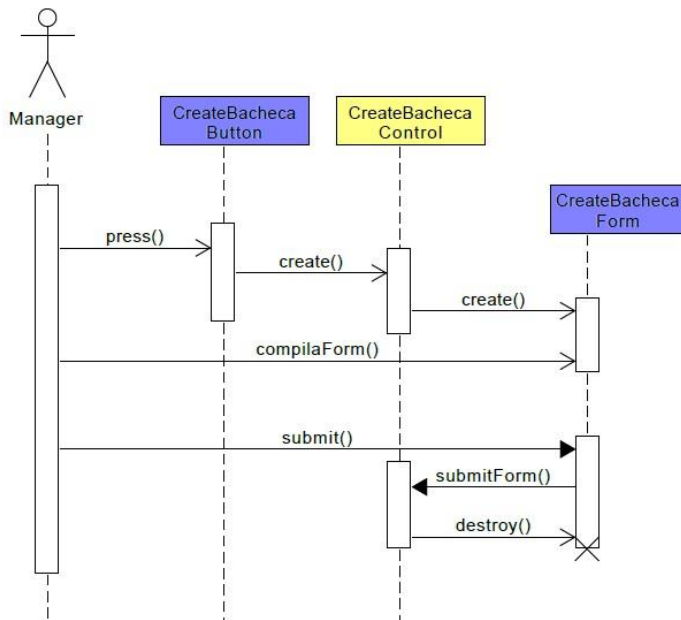 CreateBacheca
Button
CreateBacheca
Control
Manager
CreateBacheca
Form
press()
create()
create()
compilaForm()
submit()
submitForm()
destroy()